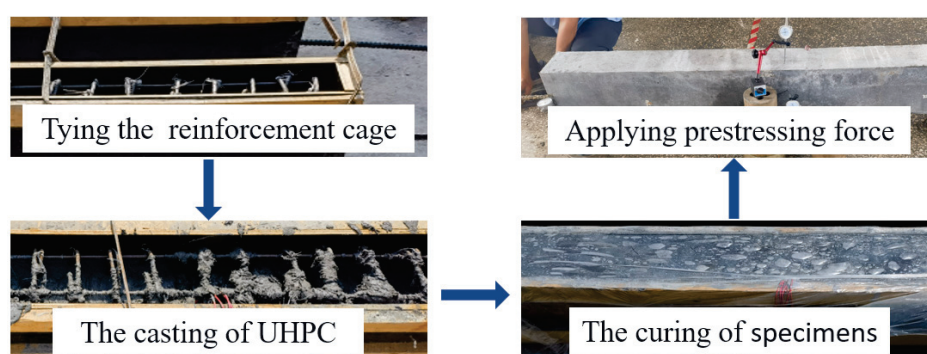 Tying the reinforcement cage
Applying prestressing force
The casting of UHPC
The curing of specimens